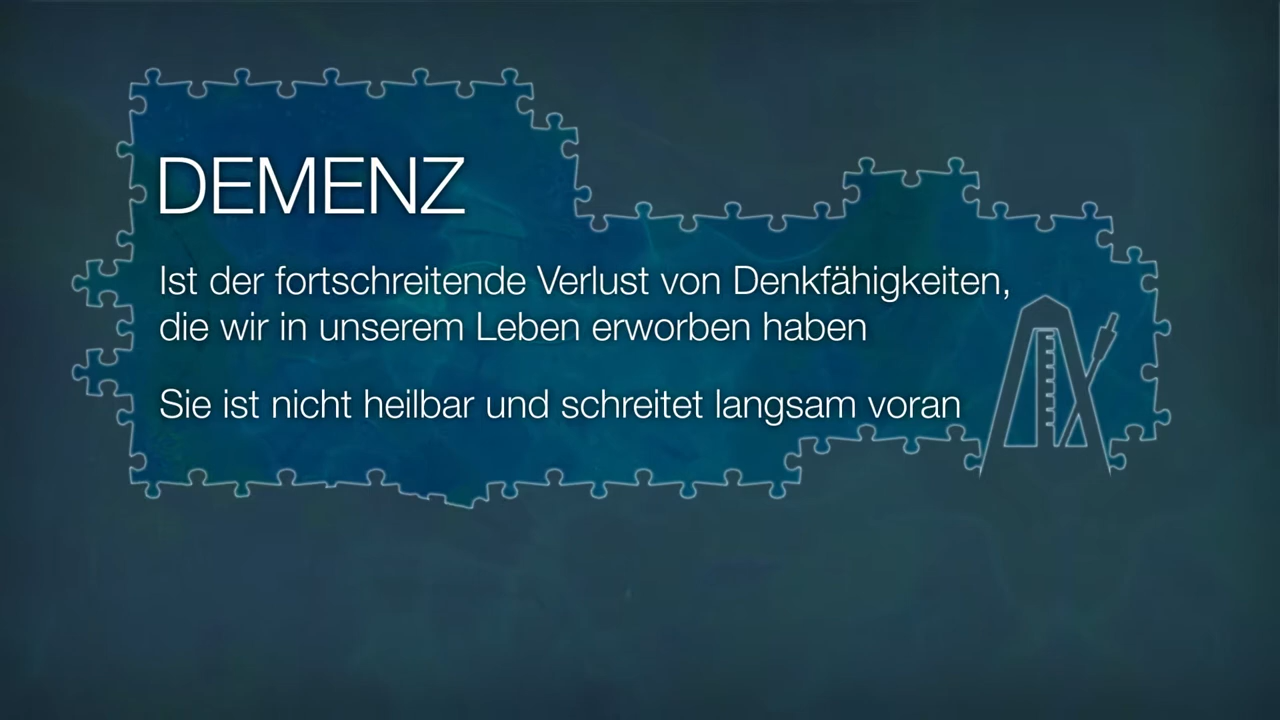 DEMENZ
Ist der fortschreitende Verlust von Denkfähigkeiten,
die wir in unserem Leben erworben haben
Sie ist nicht heilbar und schreitet langsam voran